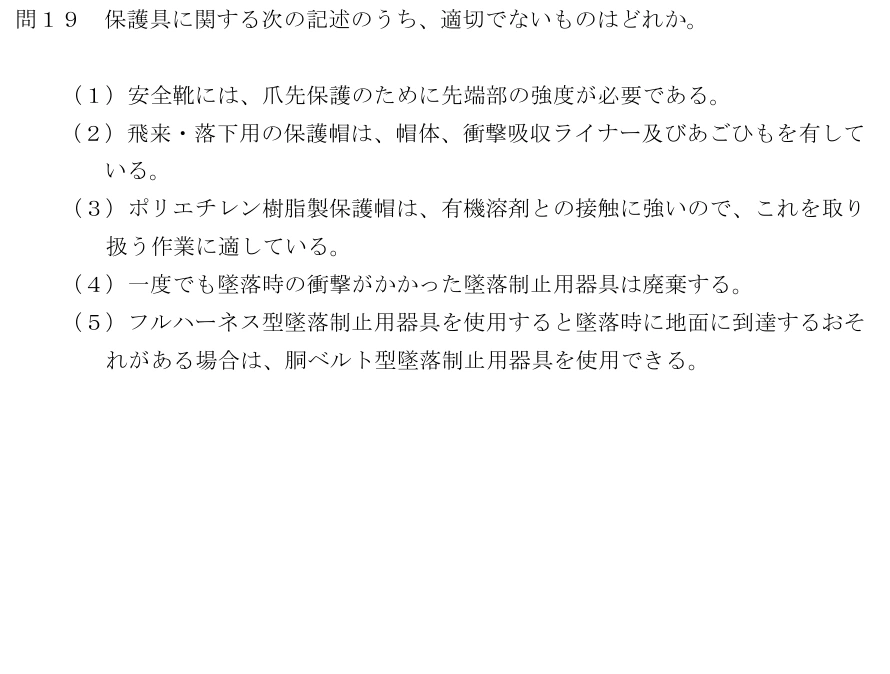 問１９　保護具に関する次の記述のうち、適切でないものはどれか。
（１）安全靴には、爪先保護のために先端部の強度が必要である。
（２）飛来・落下用の保護帽は、帽体、衝撃吸収ライナー及びあごひもを有して
いる。
（３）ポリエチレン樹脂製保護帽は、有機溶剤との接触に強いので、これを取り
扱う作業に適している。
（４）一度でも墜落時の衝撃がかかった墜落制止用器具は廃棄する。
（５）フルハーネス型墜落制止用器具を使用すると墜落時に地面に到達するおそ
れがある場合は、胴ベルト型墜落制止用器具を使用できる。